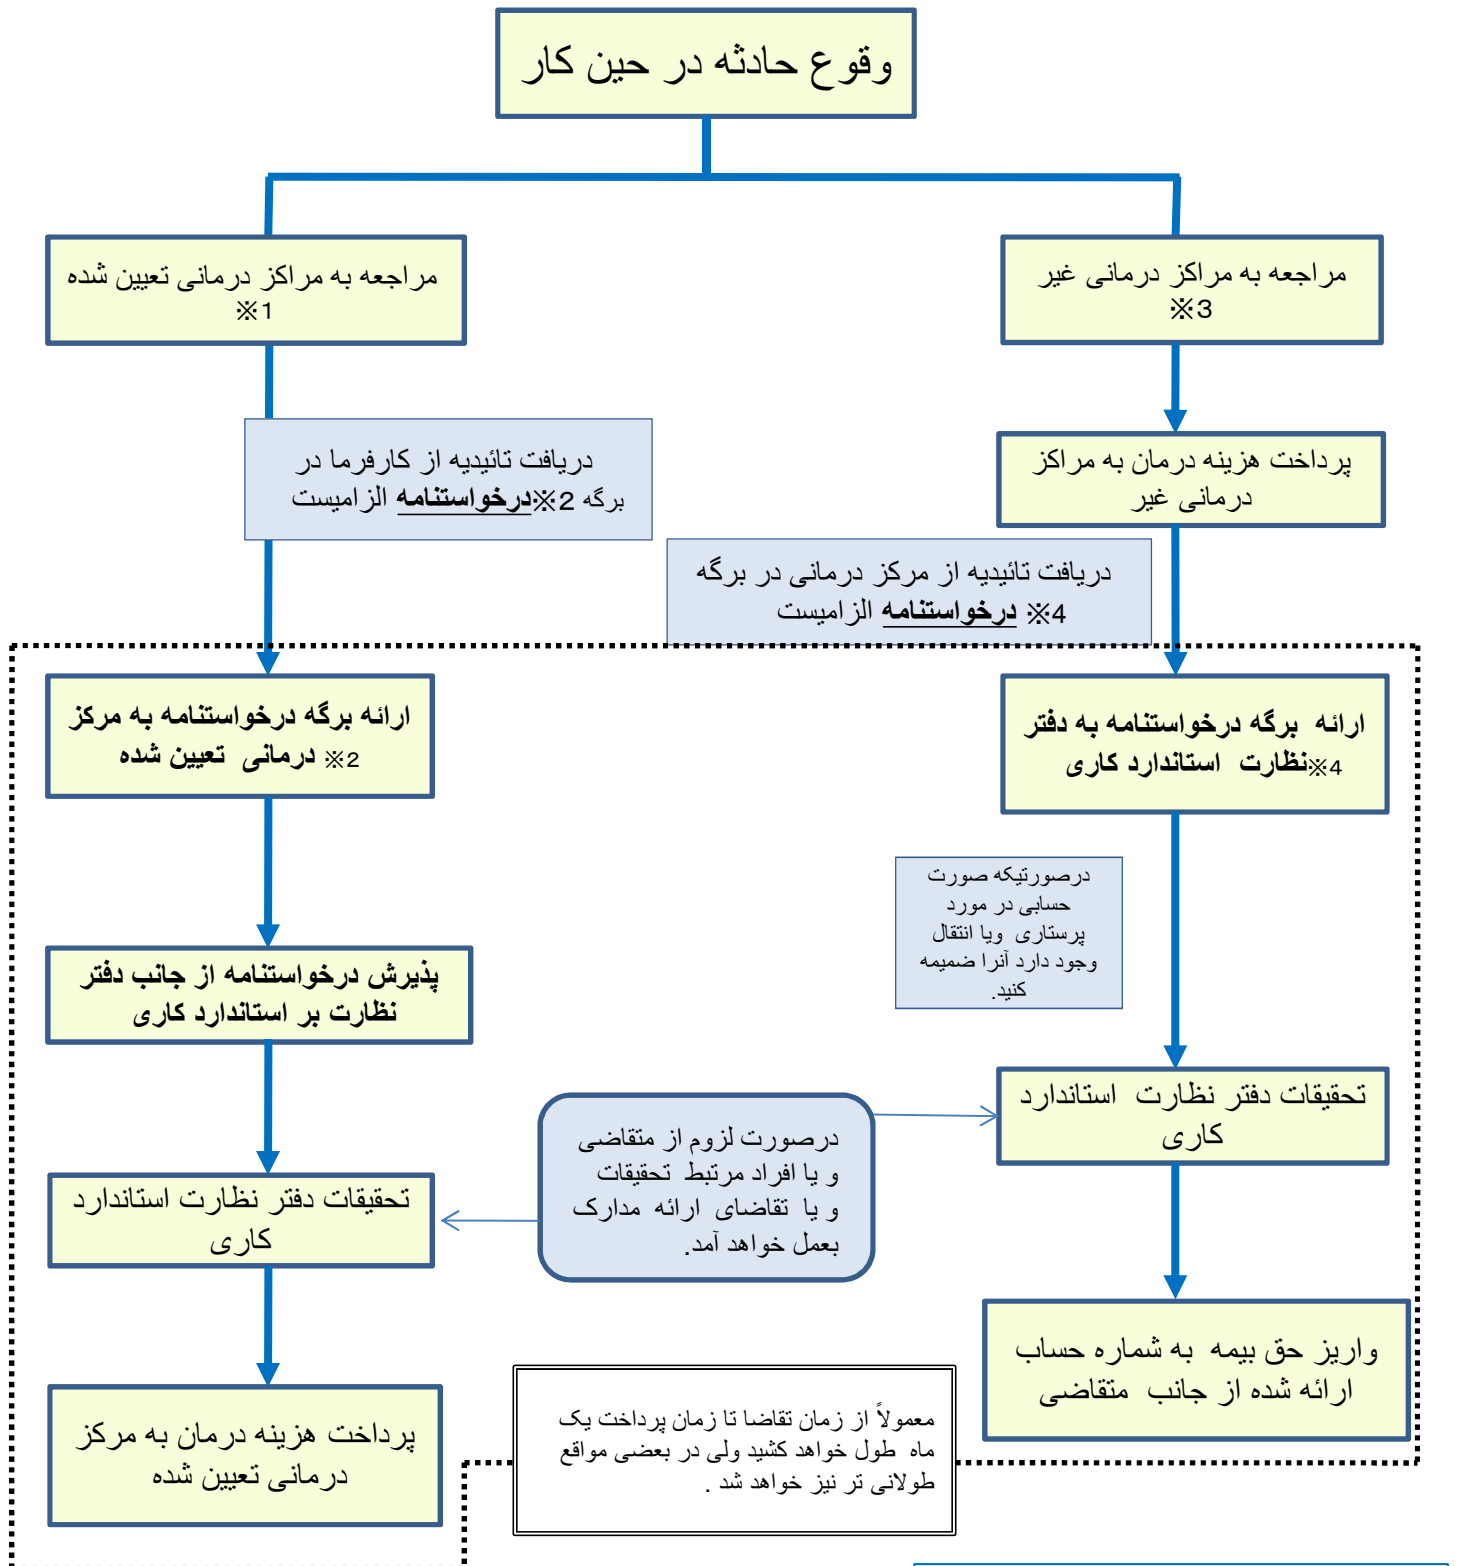 وقوع حادثه در حین کار
مراجعه به مراکز درمانی غیر
※3
مراجعه به مراکز درمانی تعیین شده
※1
پرداخت هزینه درمان به مراکز
درمانی غیر
دریافت تائیدیه از کارفرما در
برگه 2※درخواستنامه الزامیست
دریافت تائیدیه از مرکز درمانی در برگه
4※ درخواستنامه الزامیست
ارائه برگه درخواستنامه به دفتر
4※نظارت استاندارد کاری
ارائه برگه درخواستنامه به مرکز
2※ درمانی تعیین شده
درصورتیکه صورت
حسابی در مورد
پرستاری ویا انتقال
وجود دارد آنرا ضمیمه
کنید.
پذیرش درخواستنامه از جانب دفتر
نظارت بر استاندارد کاری
تحقیقات دفتر نظارت استاندارد
کاری
درصورت لزوم از متقاضی
و یا افراد مرتبط تحقیقات
و یا تقاضای ارائه مدارک
بعمل خواهد آمد.
تحقیقات دفتر نظارت استاندارد
کاری
واریز حق بیمه به شماره حساب
ارائه شده از جانب متقاضی
پرداخت هزینه درمان به مرکز
درمانی تعیین شده
معمولاً از زمان تقاضا تا زمان پرداخت یک
ماه طول خواهد کشید ولی در بعضی مواقع
طولانی تر نیز خواهد شد .